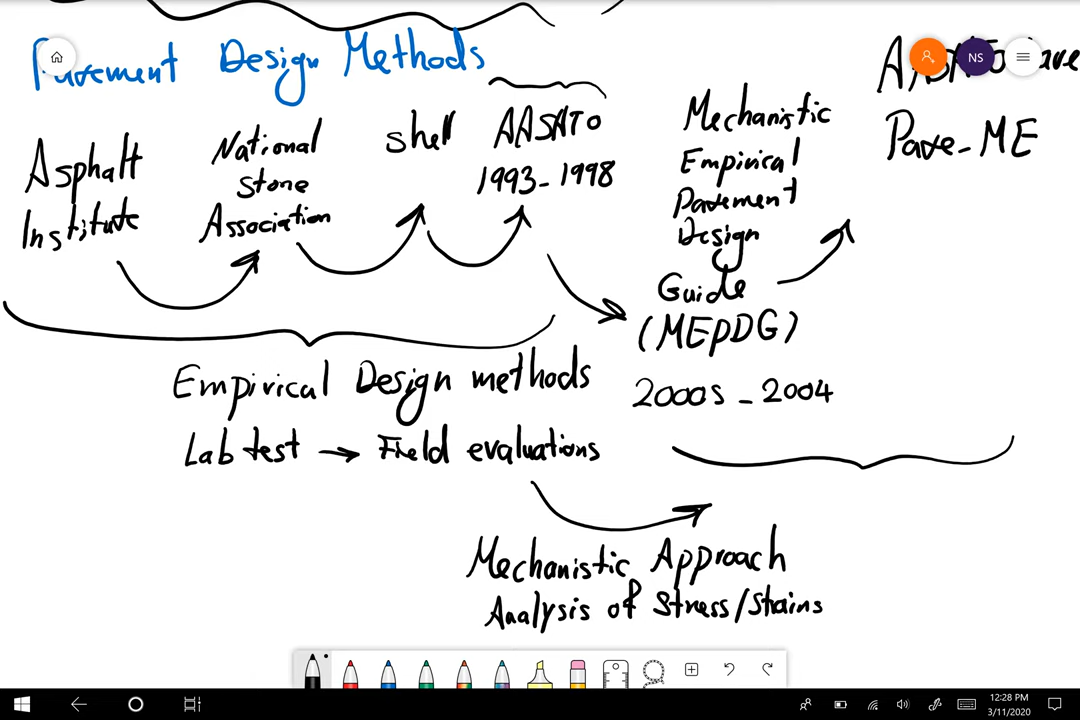 Pavement Design Methods
Asphalt
Institute
National
Stone
Association
Shell
AASATO
1993-1998
Mechanistic
Empirical
Pavement
Design
Guide
(MEPDG)
2000s - 2004
Pave-ME
Empirical Design methods
Lab test → Field evaluations
Mechanistic Approach
Analysis of Stress/Strains
NS
12:28 PM
3/11/2020